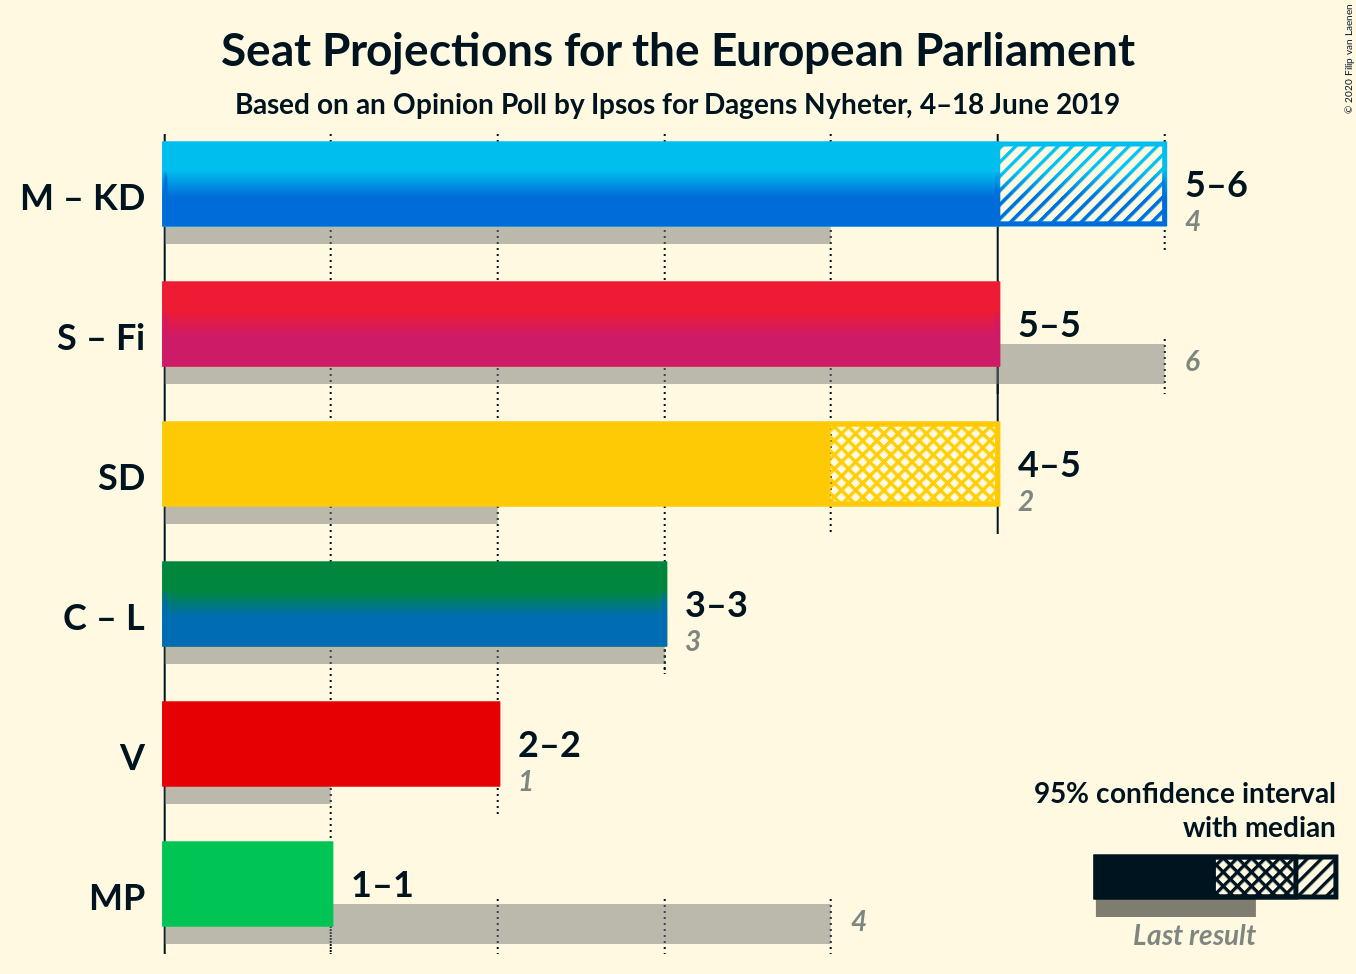 Seat Projections for the European Parliament
Based on an Opinion Poll by Ipsos for Dagens Nyheter, 4–18 June 2019
© 2020 Filip van Laenen
M – KD
5–6
4
S – Fi
5–5
6
SD
4–5
2
C – L
3–3
3
V
2–2
1
MP
1–1
4
95% confidence interval
with median
Last result